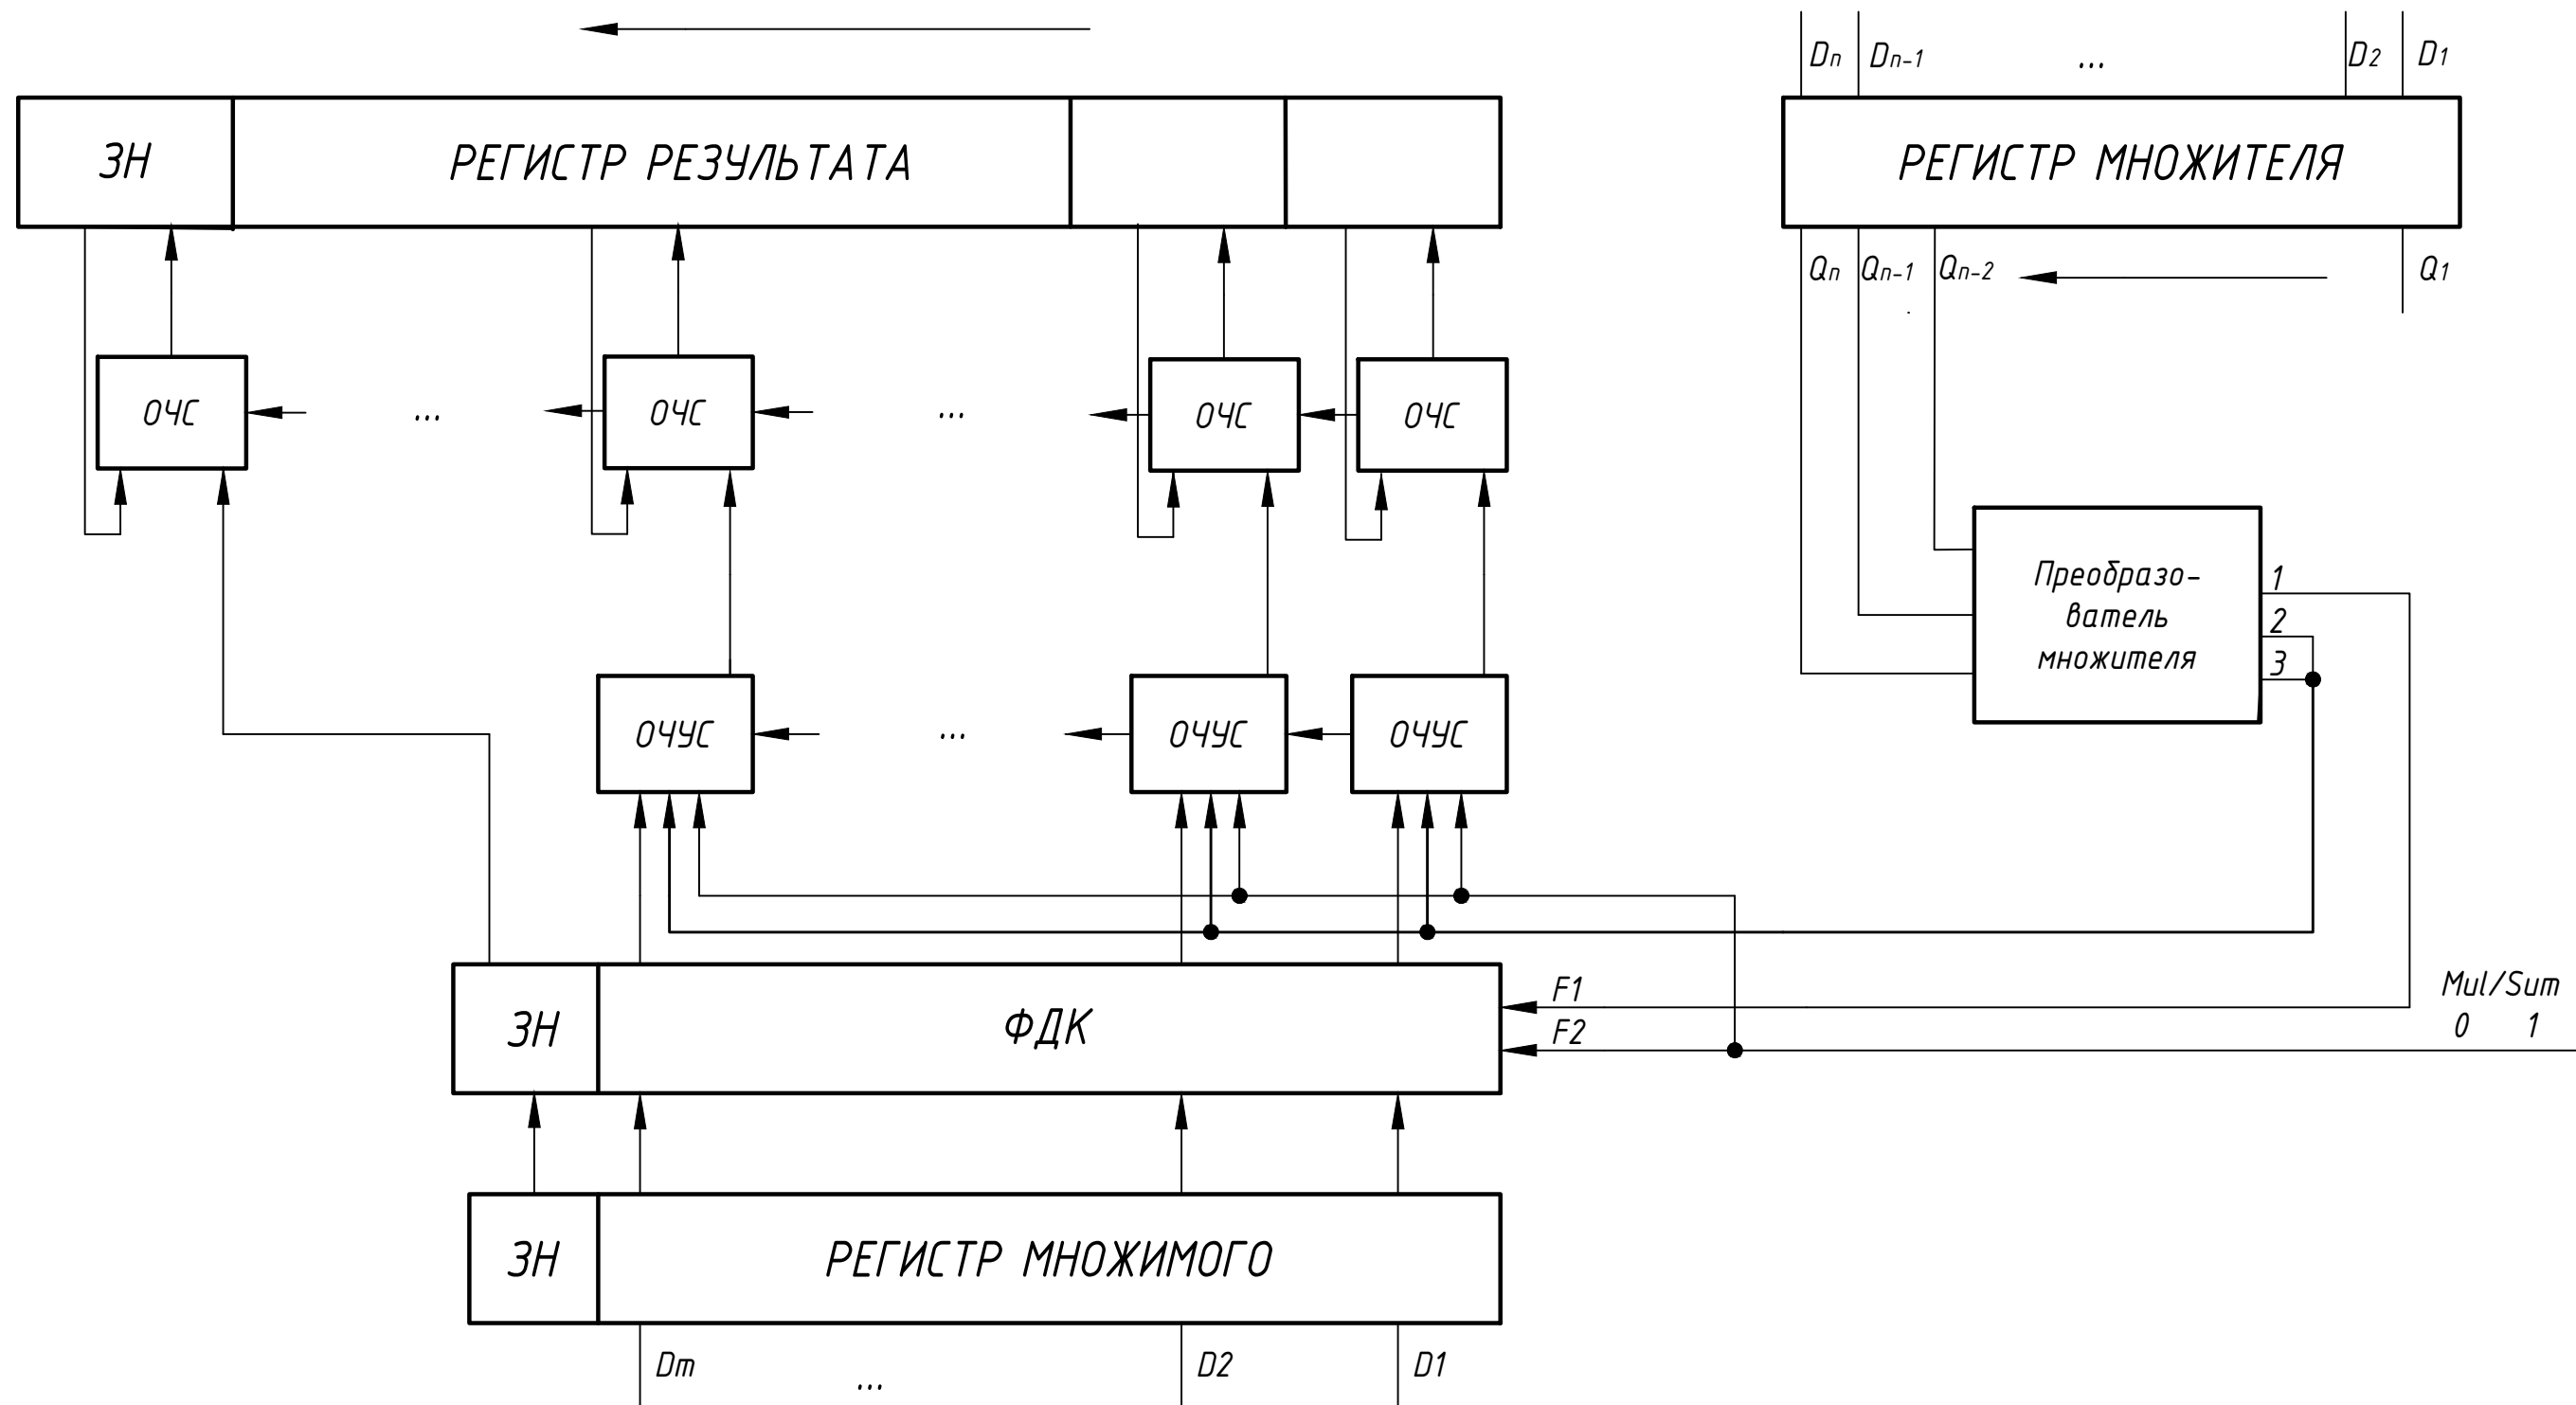 Dn Dn-1 ... D2 D1
ЗН РЕГИСТР РЕЗУЛЬТАТА РЕГИСТР МНОЖИТЕЛЯ
Qn Qn-1 Qn-2 Q1
ОЧС ... ОЧС ... ОЧС ОЧС
Преобразо-
ватель
множителя
1
2
3
ОЧУС ... ОЧУС ОЧУС
ЗН ФДК
F1
F2
Mul/Sum
0 1
ЗН РЕГИСТР МНОЖИМОГО
Dm ... D2 D1